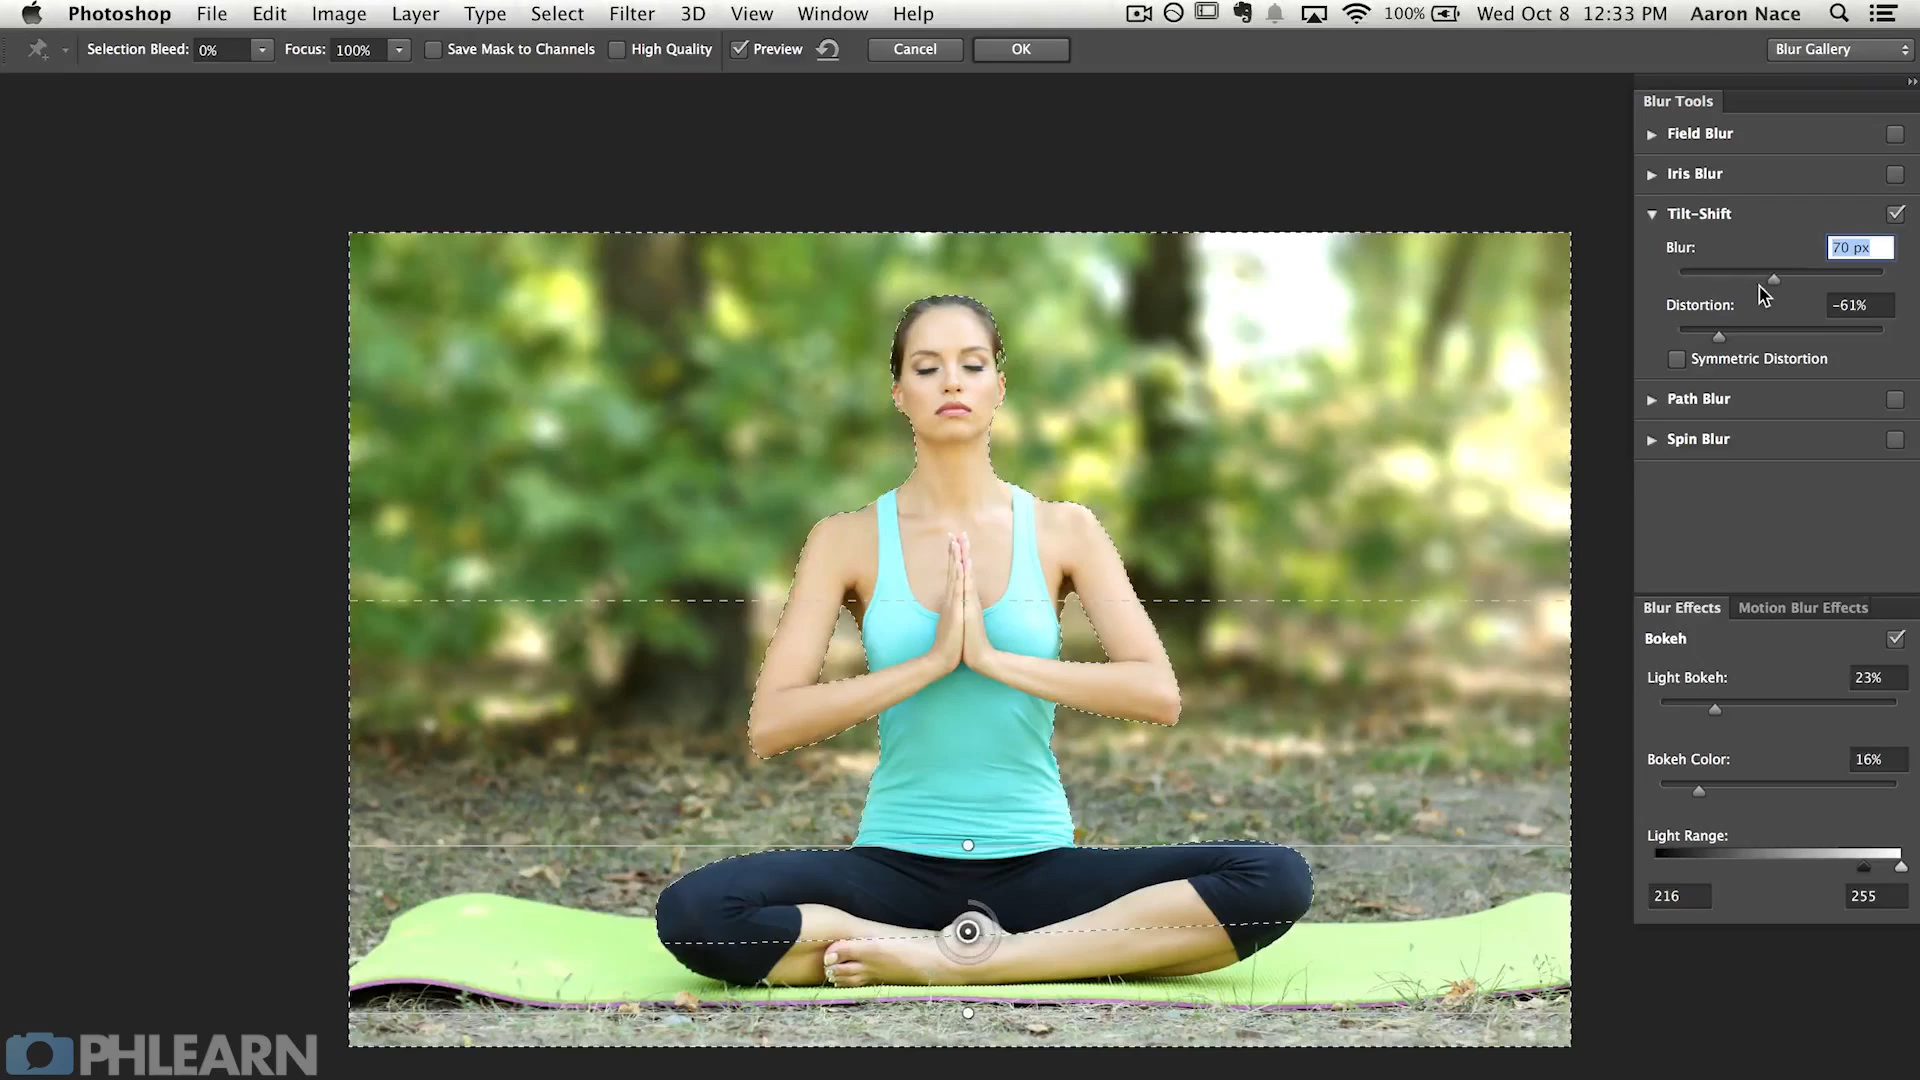 Photoshop File Edit Image Layer Type Select Filter 3D View Window Help 100% Wed Oct 8 12:33 PM Aaron Nace
Selection Bleed: 0% Focus: 100% Save Mask to Channels High Quality Preview Cancel OK Blur Gallery
Blur Tools
Field Blur
Iris Blur
Tilt-Shift
Blur: 70 px
Distortion: -61%
Symmetric Distortion
Path Blur
Spin Blur
Blur Effects Motion Blur Effects
Bokeh
Light Bokeh: 23%
Bokeh Color: 16%
Light Range:
216 255
PHLEARN